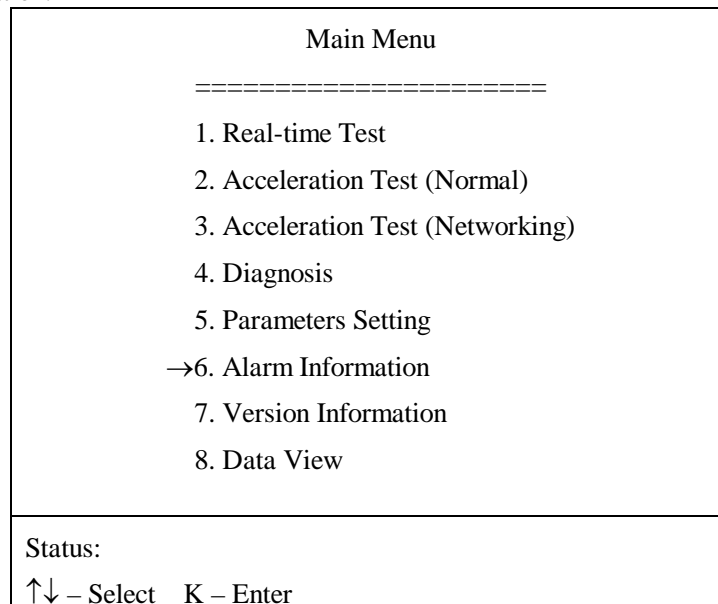 Main Menu
======================
1. Real-time Test
2. Acceleration Test (Normal)
3. Acceleration Test (Networking)
4. Diagnosis
5. Parameters Setting
→6. Alarm Information
7. Version Information
8. Data View
Status:
↑↓ – Select K – Enter